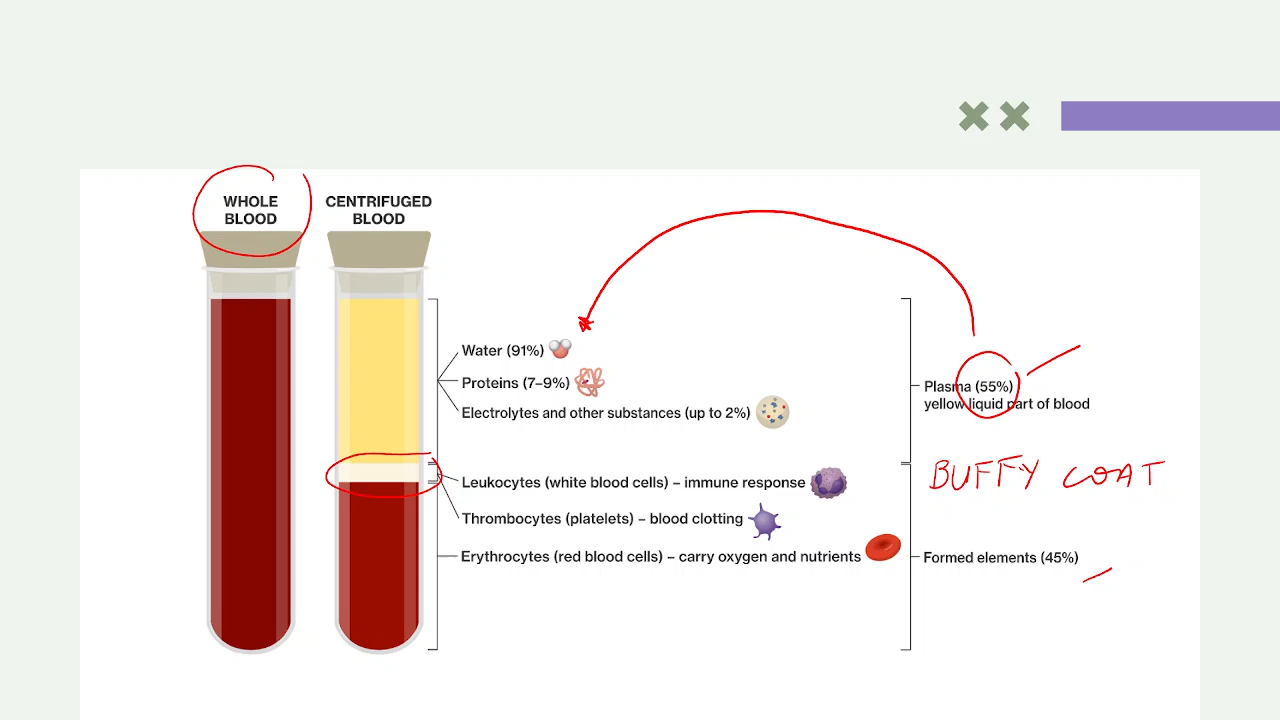 WHOLE
BLOOD
CENTRIFUGED
BLOOD
Water (91%)
Proteins (7–9%)
Electrolytes and other substances (up to 2%)
Plasma (55%)
yellow liquid part of blood
BUFFY COAT
Leukocytes (white blood cells) – immune response
Thrombocytes (platelets) – blood clotting
Erythrocytes (red blood cells) – carry oxygen and nutrients
Formed elements (45%)